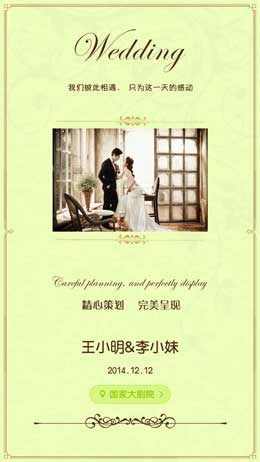 Wedding
我们彼此相遇，只为这一天的感动
Careful planning, and perfectly display
精心策划 完美呈现
王小明&李小妹
2014.12.12
国家大剧院